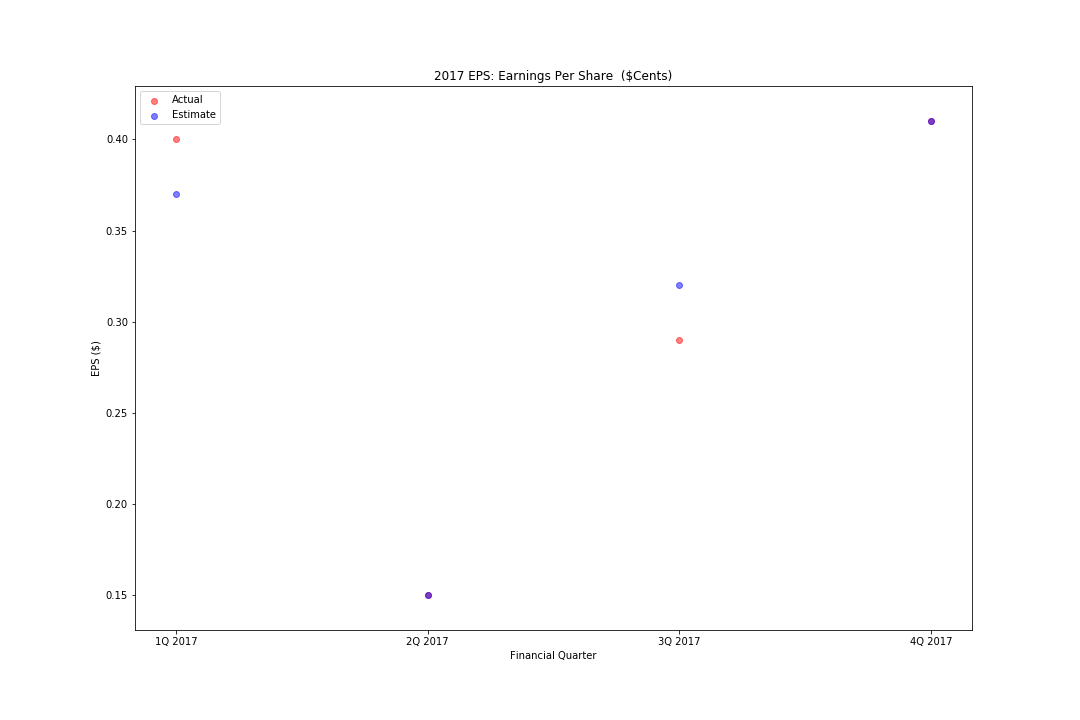 2017 EPS: Earnings Per Share  ($Cents)
Actual
Estimate
0.40
0.35
0.30
0.25
0.20
0.15
EPS ($)
1Q 2017
2Q 2017
3Q 2017
4Q 2017
Financial Quarter